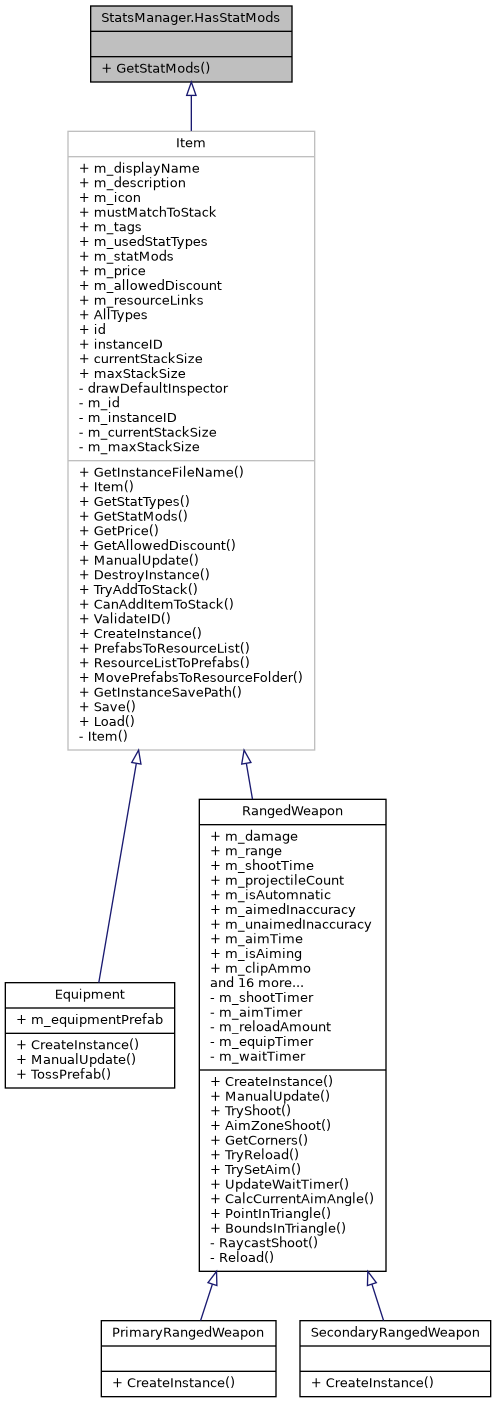 StatsManager.HasStatMods
+ GetStatMods()
Item
+ m_displayName
+ m_description
+ m_icon
+ mustMatchToStack
+ m_tags
+ m_usedStatTypes
+ m_statMods
+ m_price
+ m_allowedDiscount
+ m_resourceLinks
+ AllTypes
+ id
+ instanceID
+ currentStackSize
+ maxStackSize
- drawDefaultInspector
- m_id
- m_instanceID
- m_currentStackSize
- m_maxStackSize
+ GetInstanceFileName()
+ Item()
+ GetStatTypes()
+ GetStatMods()
+ GetPrice()
+ GetAllowedDiscount()
+ ManualUpdate()
+ DestroyInstance()
+ TryAddToStack()
+ CanAddItemToStack()
+ ValidateID()
+ CreateInstance()
+ PrefabsToResourceList()
+ ResourceListToPrefabs()
+ MovePrefabsToResourceFolder()
+ GetInstanceSavePath()
+ Save()
+ Load()
- Item()
Equipment
+ m_equipmentPrefab
+ CreateInstance()
+ ManualUpdate()
+ TossPrefab()
RangedWeapon
+ m_damage
+ m_range
+ m_shootTime
+ m_projectileCount
+ m_isAutomnatic
+ m_aimedInaccuracy
+ m_unaimedInaccuracy
+ m_aimTime
+ m_isAiming
+ m_clipAmmo
and 16 more...
- m_shootTimer
- m_aimTimer
- m_reloadAmount
- m_equipTimer
- m_waitTimer
+ CreateInstance()
+ ManualUpdate()
+ TryShoot()
+ AimZoneShoot()
+ GetCorners()
+ TryReload()
+ TrySetAim()
+ UpdateWaitTimer()
+ CalcCurrentAimAngle()
+ PointInTriangle()
+ BoundsInTriangle()
- RaycastShoot()
- Reload()
PrimaryRangedWeapon
+ CreateInstance()
SecondaryRangedWeapon
+ CreateInstance()